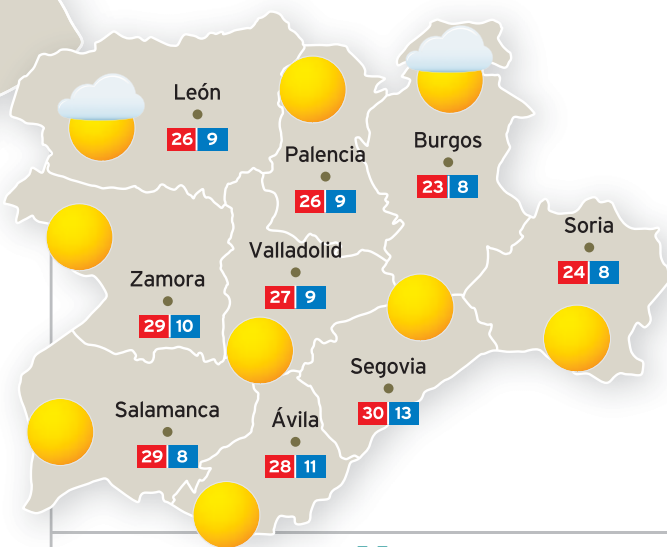 León
26 9
Palencia
26 9
Burgos
23 8
Soria
24 8
Valladolid
27 9
Zamora
29 10
Segovia
30 13
Salamanca
29 8
Ávila
28 11